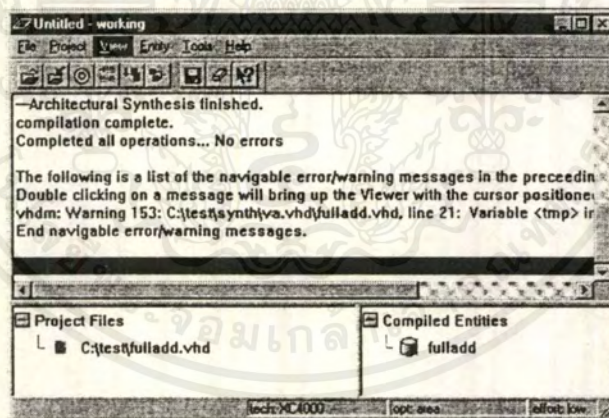 Untitled - working
File Project View Entity Tools Help
—Architectural Synthesis finished.
compilation complete.
Completed all operations... No errors
The following is a list of the navigable error/warning messages in the preceedin
Double clicking on a message will bring up the Viewer with the cursor positione
vhdm: Warning 153: C:\test\synth\va.vhd\fulladd.vhd, line 21: Variable <tmp> ir
End navigable error/warning messages.
Project Files
C:\test\fulladd.vhd
Compiled Entities
fulladd
tech: XC4000 opt: area effort: low